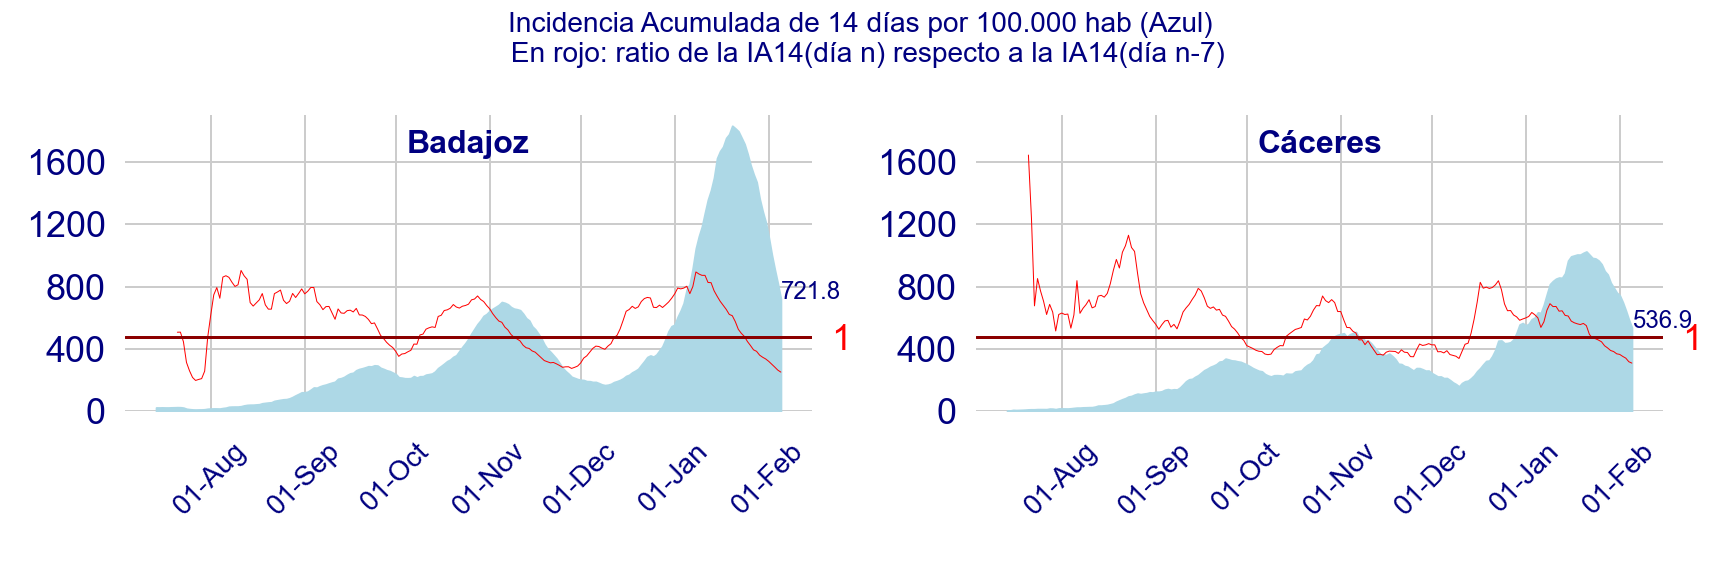 Incidencia Acumulada de 14 días por 100.000 hab (Azul)
En rojo: ratio de la IA14(día n) respecto a la IA14(día n-7)
Badajoz
1600
1200
800
400
0
721.8
1
01-Aug
01-Sep
01-Oct
01-Nov
01-Dec
01-Jan
01-Feb
Cáceres
1600
1200
800
400
0
536.9
1
01-Aug
01-Sep
01-Oct
01-Nov
01-Dec
01-Jan
01-Feb